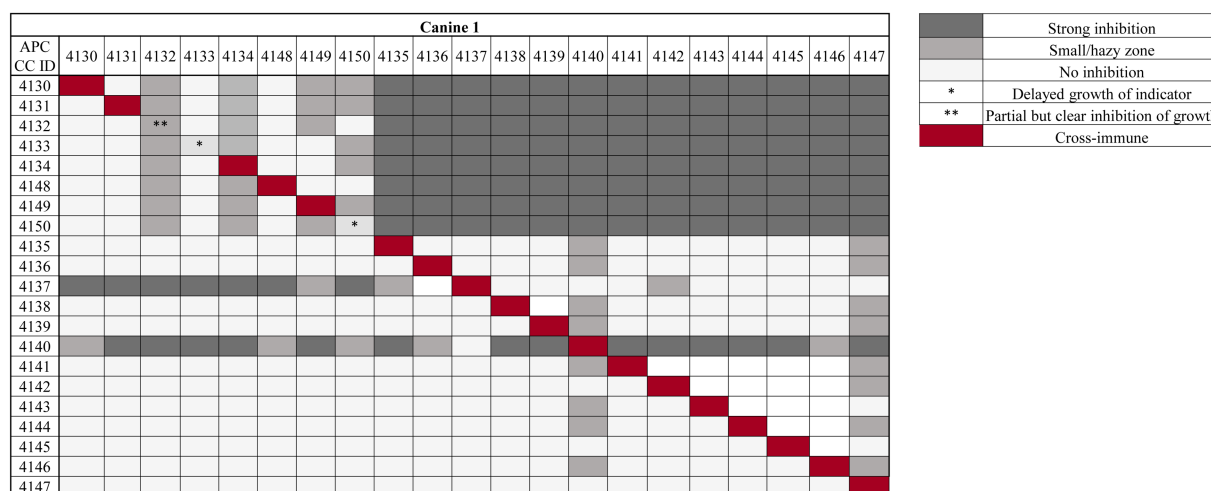 Canine 1
APC
CC ID 4130 4131 4132 4133 4134 4148 4149 4150 4135 4136 4137 4138 4139 4140 4141 4142 4143 4144 4145 4146 4147
4130
4131
4132 **
4133 *
4134
4148
4149
4150 *
4135
4136
4137
4138
4139
4140
4141
4142
4143
4144
4145
4146
4147
Strong inhibition
Small/hazy zone
No inhibition
* Delayed growth of indicator
** Partial but clear inhibition of growth
Cross-immune